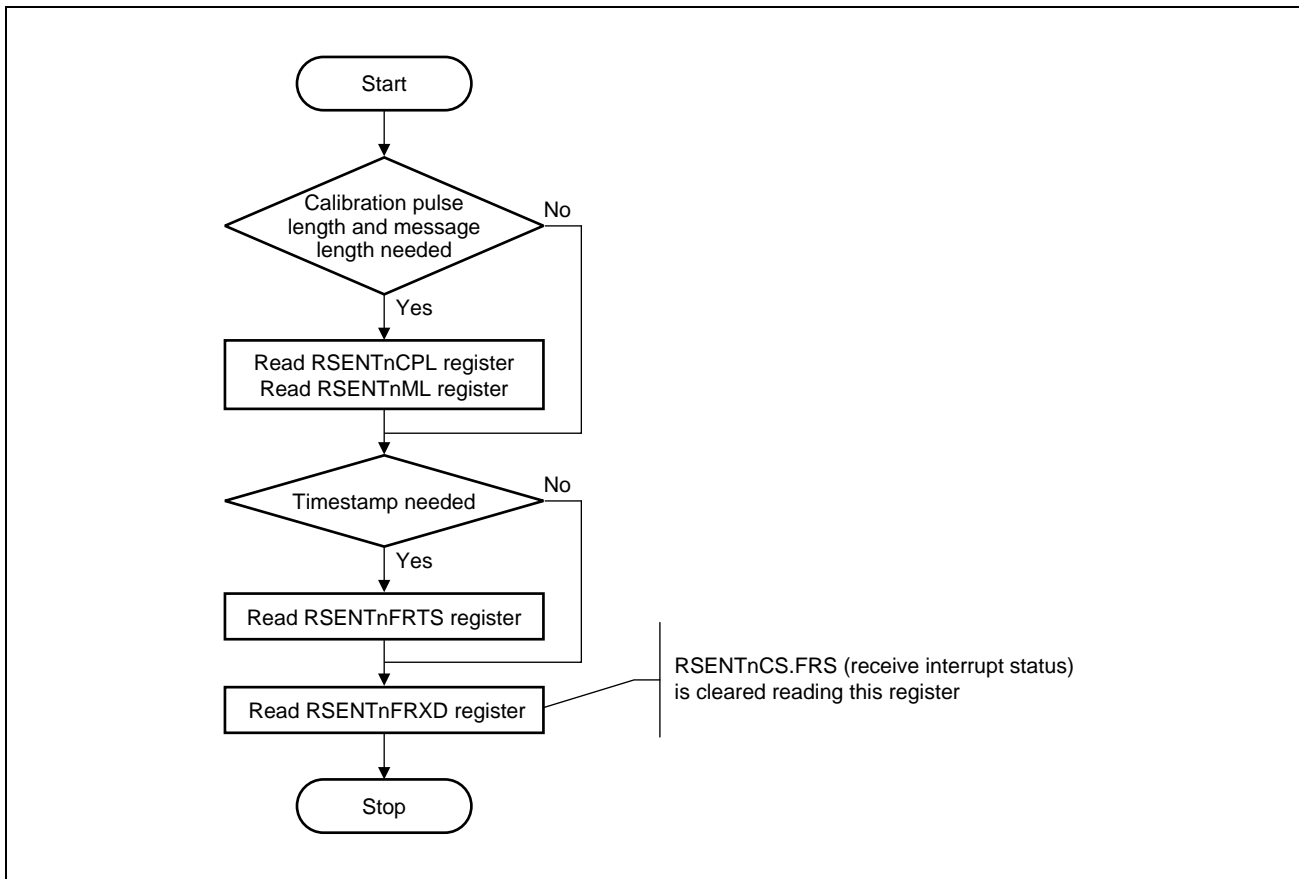 Start
Calibration pulse
length and message
length needed
No
Yes
Read RSENTnCPL register
Read RSENTnML register
Timestamp needed
No
Yes
Read RSENTnFRTS register
Read RSENTnFRXD register
RSENTnCS.FRS (receive interrupt status)
is cleared reading this register
Stop